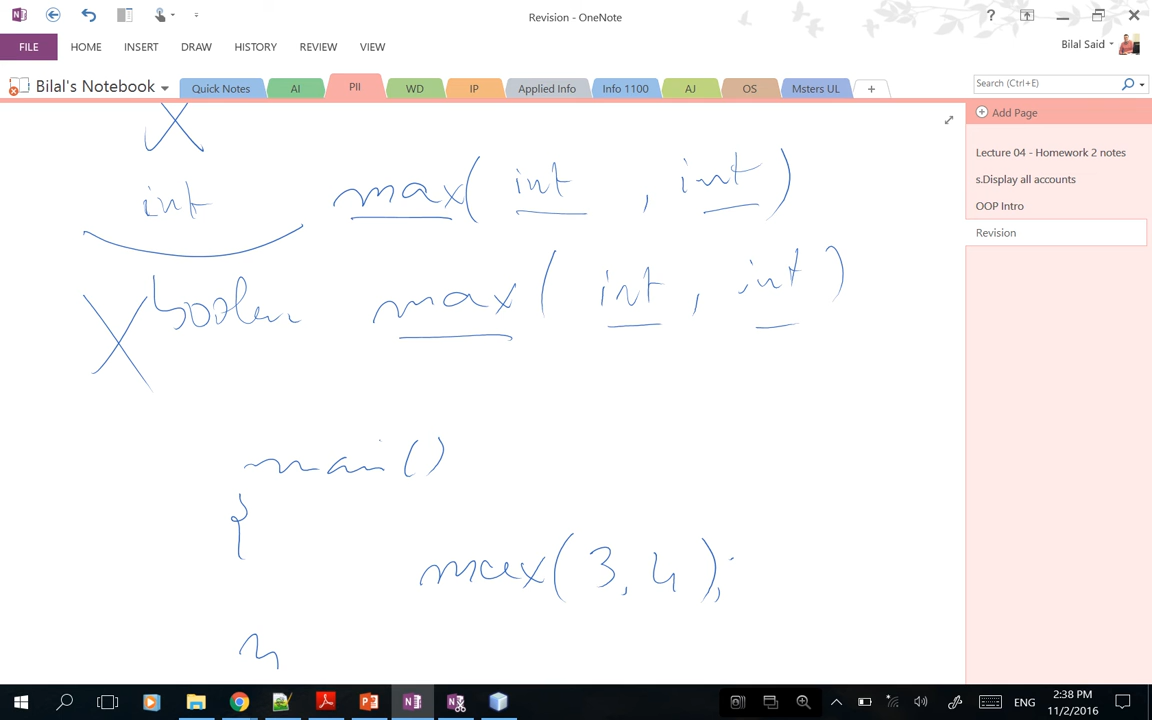 Revision - OneNote
?
Bilal Said
FILE HOME INSERT DRAW HISTORY REVIEW VIEW
Bilal's Notebook Quick Notes AI PII WD IP Applied Info Info 1100 AJ OS Msters UL +
Search (Ctrl+E)
Add Page
Lecture 04 - Homework 2 notes
s.Display all accounts
OOP Intro
Revision
X
int max( int , int )
X boolen max ( int , int )
main ()
{
max( 3, 4 );
ENG
2:38 PM
11/2/2016